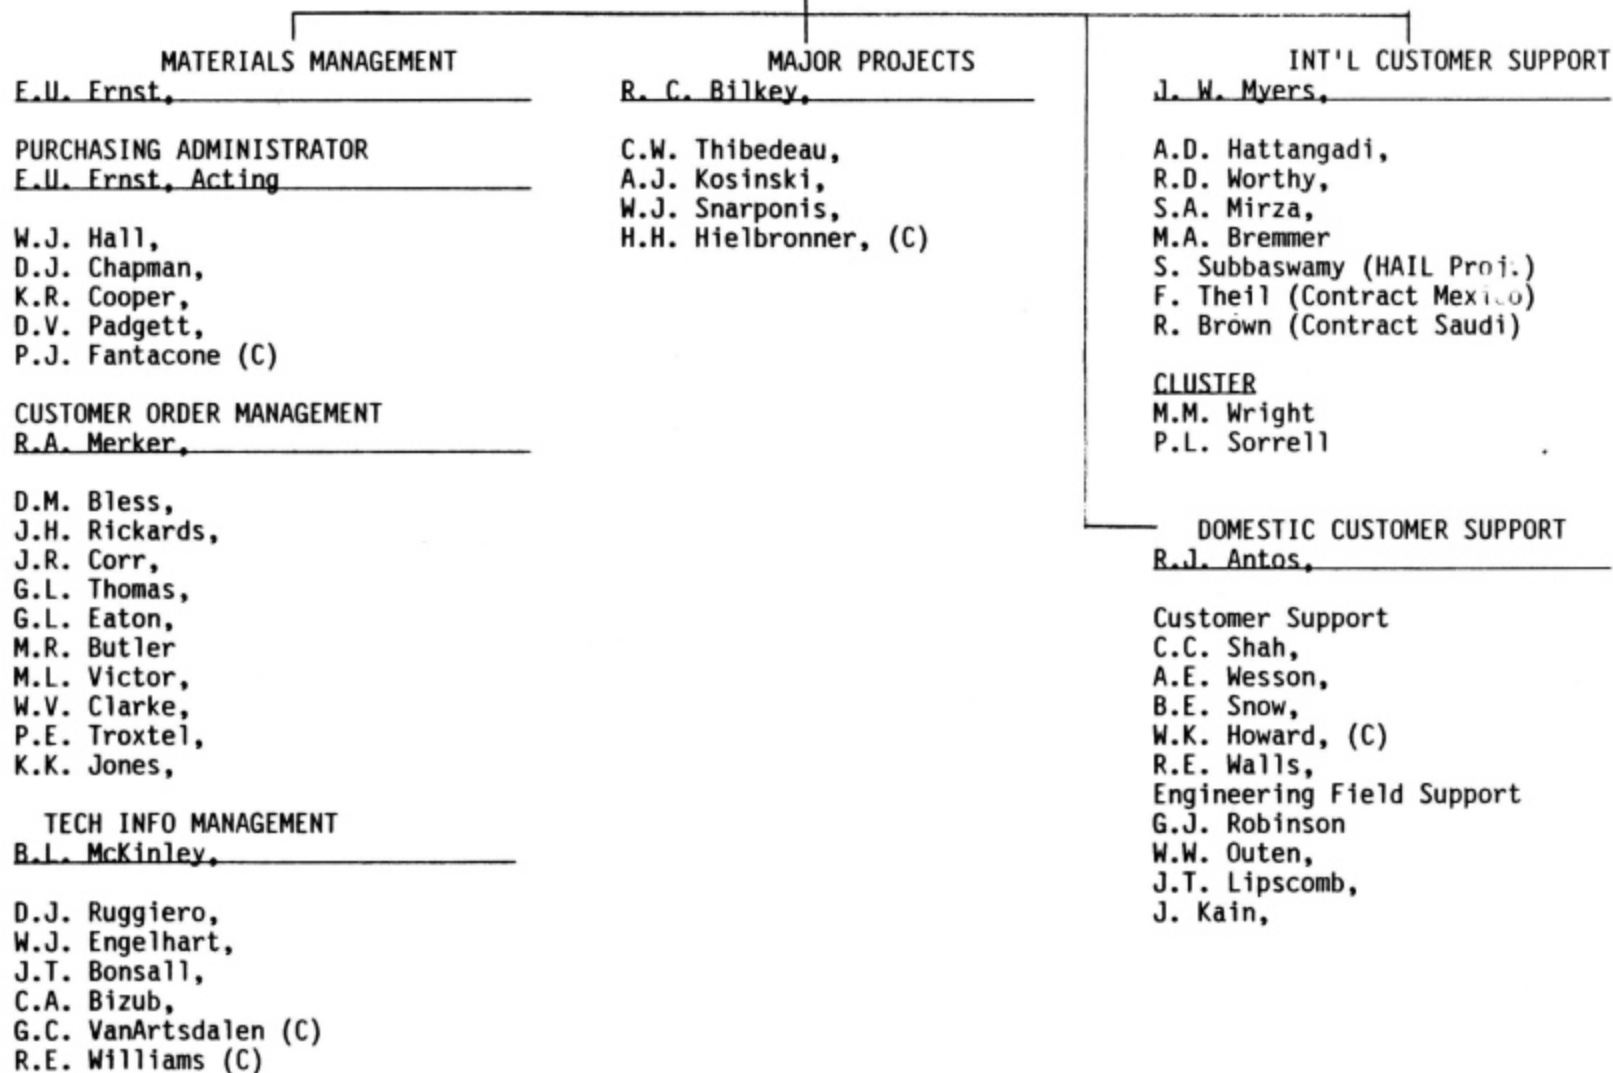 MATERIALS MANAGEMENT
E.U. Ernst,
PURCHASING ADMINISTRATOR
E.U. Ernst, Acting
W.J. Hall,
D.J. Chapman,
K.R. Cooper,
D.V. Padgett,
P.J. Fantacone (C)
CUSTOMER ORDER MANAGEMENT
R.A. Merker,
D.M. Bless,
J.H. Rickards,
J.R. Corr,
G.L. Thomas,
G.L. Eaton,
M.R. Butler
M.L. Victor,
W.V. Clarke,
P.E. Troxtel,
K.K. Jones,
TECH INFO MANAGEMENT
B.L. McKinley,
D.J. Ruggiero,
W.J. Engelhart,
J.T. Bonsall,
C.A. Bizub,
G.C. VanArtsdalen (C)
R.E. Williams (C)
MAJOR PROJECTS
R. C. Bilkey,
C.W. Thibedeau,
A.J. Kosinski,
W.J. Snarponis,
H.H. Hielbronner, (C)
INT'L CUSTOMER SUPPORT
J. W. Myers,
A.D. Hattangadi,
R.D. Worthy,
S.A. Mirza,
M.A. Bremmer
S. Subbaswamy (HAIL Proj.)
F. Theil (Contract Mexico)
R. Brown (Contract Saudi)
CLUSTER
M.M. Wright
P.L. Sorrell
DOMESTIC CUSTOMER SUPPORT
R.J. Antos,
Customer Support
C.C. Shah,
A.E. Wesson,
B.E. Snow,
W.K. Howard, (C)
R.E. Walls,
Engineering Field Support
G.J. Robinson
W.W. Outen,
J.T. Lipscomb,
J. Kain,